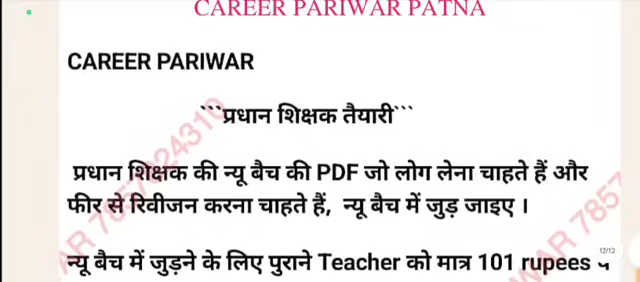 CAREER PARIWAR PATNA
CAREER PARIWAR
```प्रधान शिक्षक तैयारी```
प्रधान शिक्षक की न्यू बैच की PDF जो लोग लेना चाहते हैं और
फीर से रिवीजन करना चाहते हैं, न्यू बैच में जुड़ जाइए ।
न्यू बैच में जुड़ने के लिए पुराने Teacher को मात्र 101 rupees
12/12